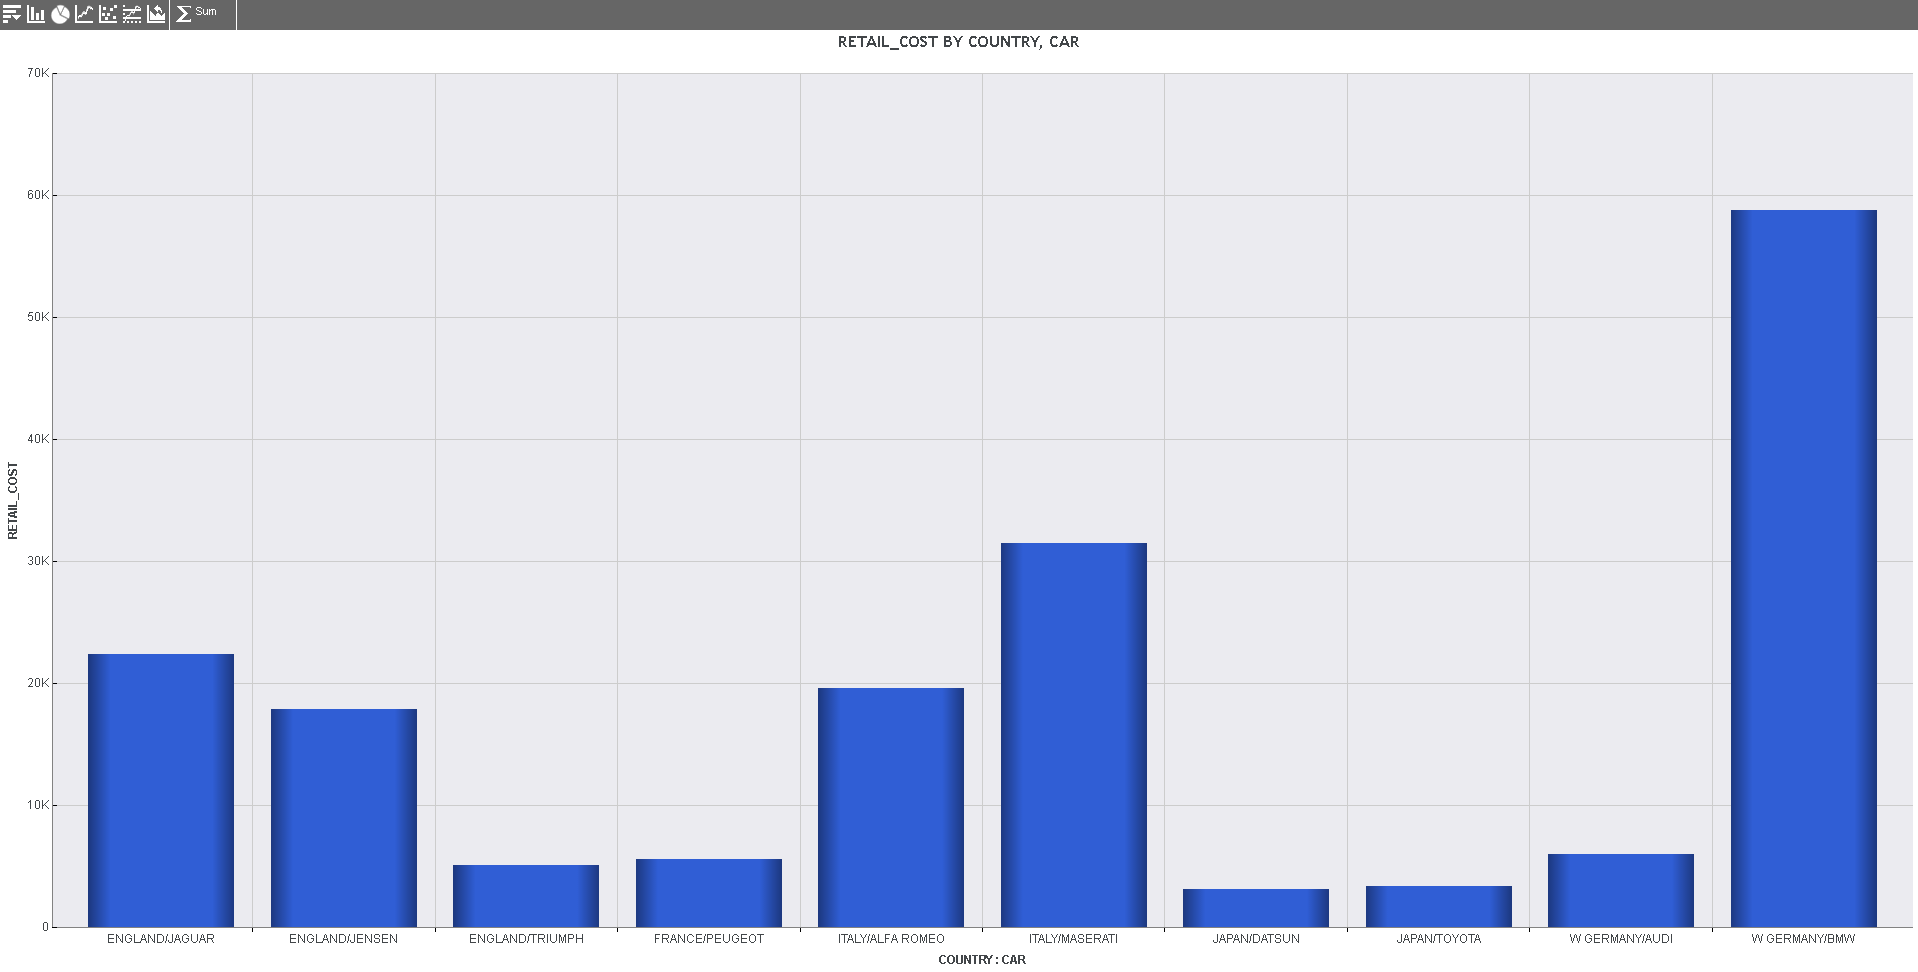 Sum
RETAIL_COST BY COUNTRY, CAR
70K
60K
50K
40K
30K
20K
10K
0
RETAIL_COST
ENGLAND/JAGUAR
ENGLAND/JENSEN
ENGLAND/TRIUMPH
FRANCE/PEUGEOT
ITALY/ALFA ROMEO
ITALY/MASERATI
JAPAN/DATSUN
JAPAN/TOYOTA
W GERMANY/AUDI
W GERMANY/BMW
COUNTRY : CAR